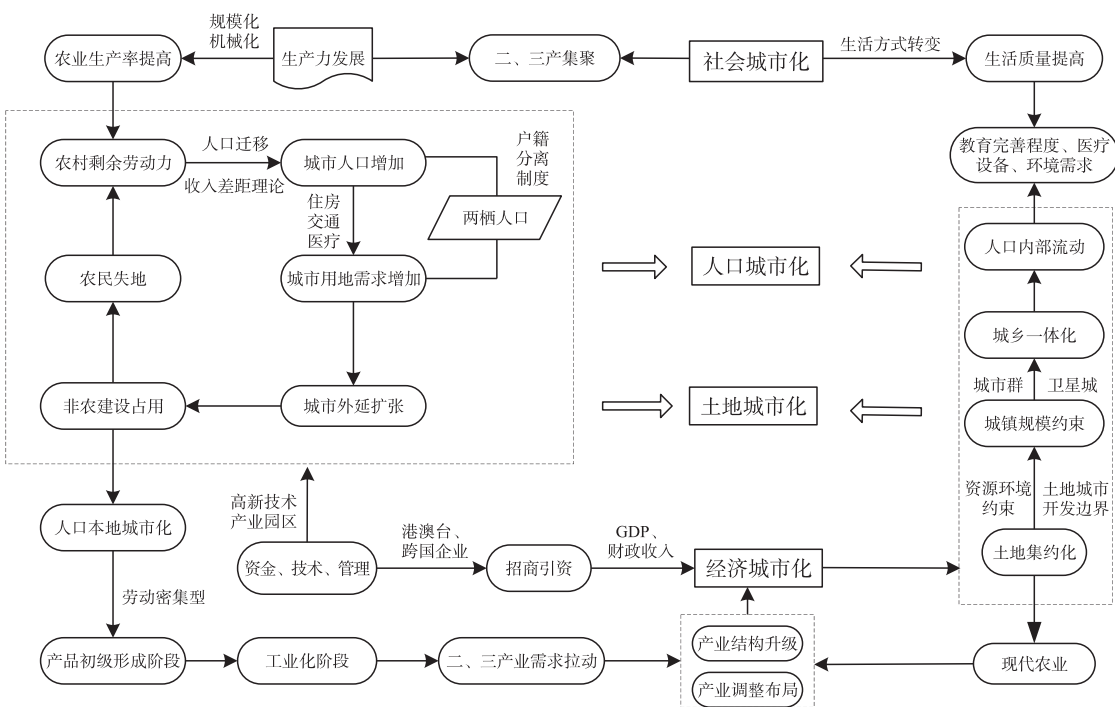 规模化
机械化
农业生产率提高
生产力发展
二、三产集聚
社会城市化
生活方式转变
生活质量提高
农村剩余劳动力
人口迁移
收入差距理论
城市人口增加
户籍
分离
制度
教育完善程度、医疗
设备、环境需求
住房
交通
医疗
两栖人口
农民失地
城市用地需求增加
人口城市化
人口内部流动
城乡一体化
非农建设占用
城市外延扩张
土地城市化
城市群
卫星城
城镇规模约束
资源环境
约束
土地城市
开发边界
人口本地城市化
高新技术
产业园区
资金、技术、管理
港澳台、
跨国企业
招商引资
GDP、
财政收入
经济城市化
土地集约化
劳动密集型
产品初级形成阶段
工业化阶段
二、三产业需求拉动
产业结构升级
产业调整布局
现代农业